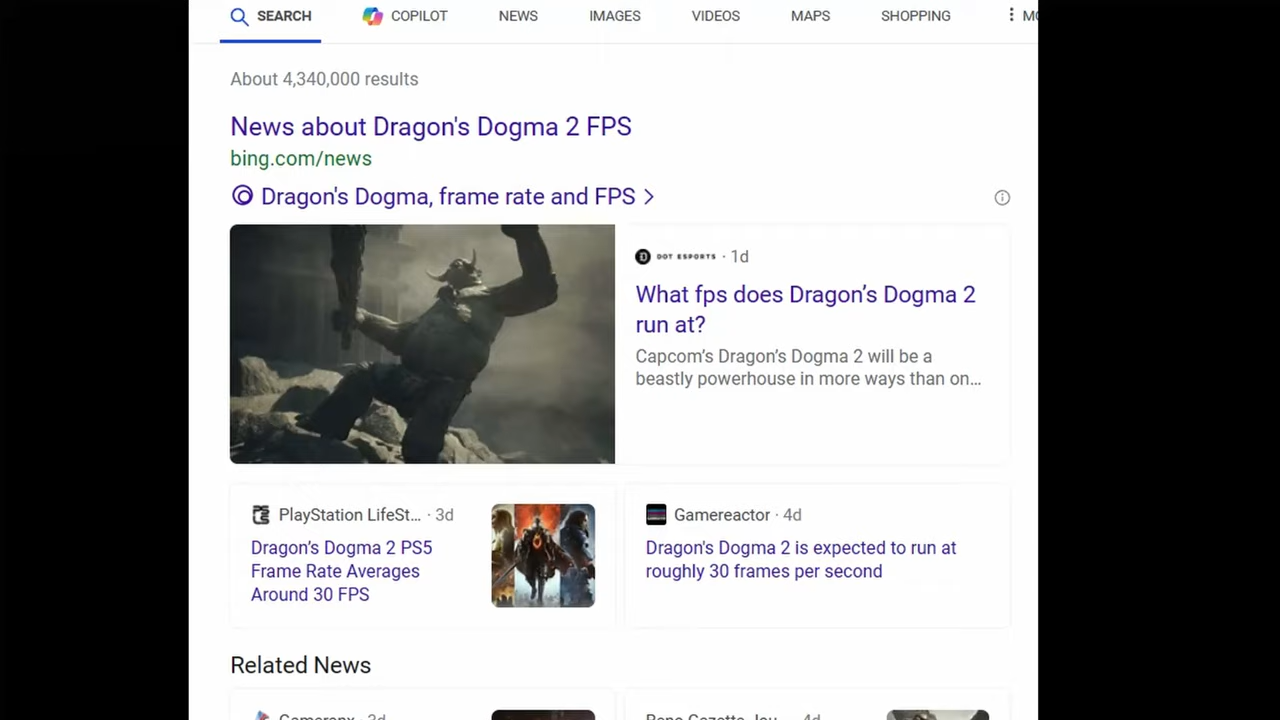 SEARCH COPILOT NEWS IMAGES VIDEOS MAPS SHOPPING
About 4,340,000 results
News about Dragon's Dogma 2 FPS
bing.com/news
Dragon's Dogma, frame rate and FPS
DOT ESPORTS · 1d
What fps does Dragon’s Dogma 2
run at?
Capcom’s Dragon’s Dogma 2 will be a
beastly powerhouse in more ways than on…
PlayStation LifeSt… · 3d
Dragon’s Dogma 2 PS5
Frame Rate Averages
Around 30 FPS
Gamereactor · 4d
Dragon's Dogma 2 is expected to run at
roughly 30 frames per second
Related News